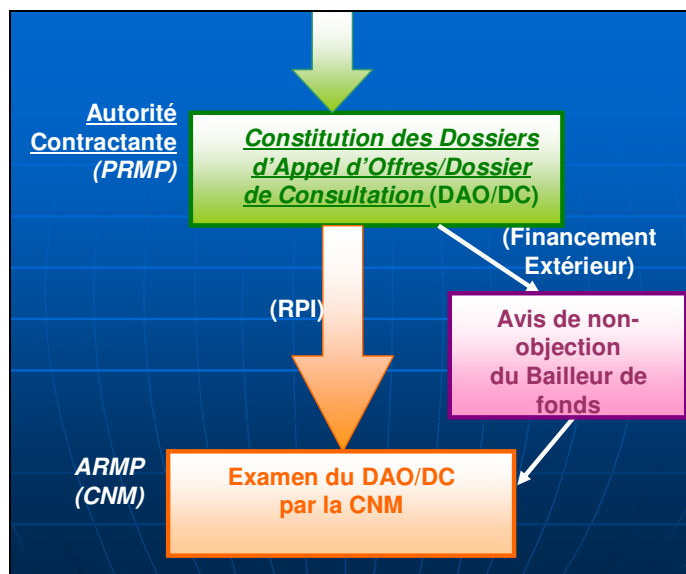 Autorité
Contractante
(PRMP)
Constitution des Dossiers
d'Appel d'Offres/Dossier
de Consultation (DAO/DC)
(Financement
Extérieur)
(RPI)
Avis de non-
objection
du Bailleur de
fonds
ARMP
(CNM)
Examen du DAO/DC
par la CNM